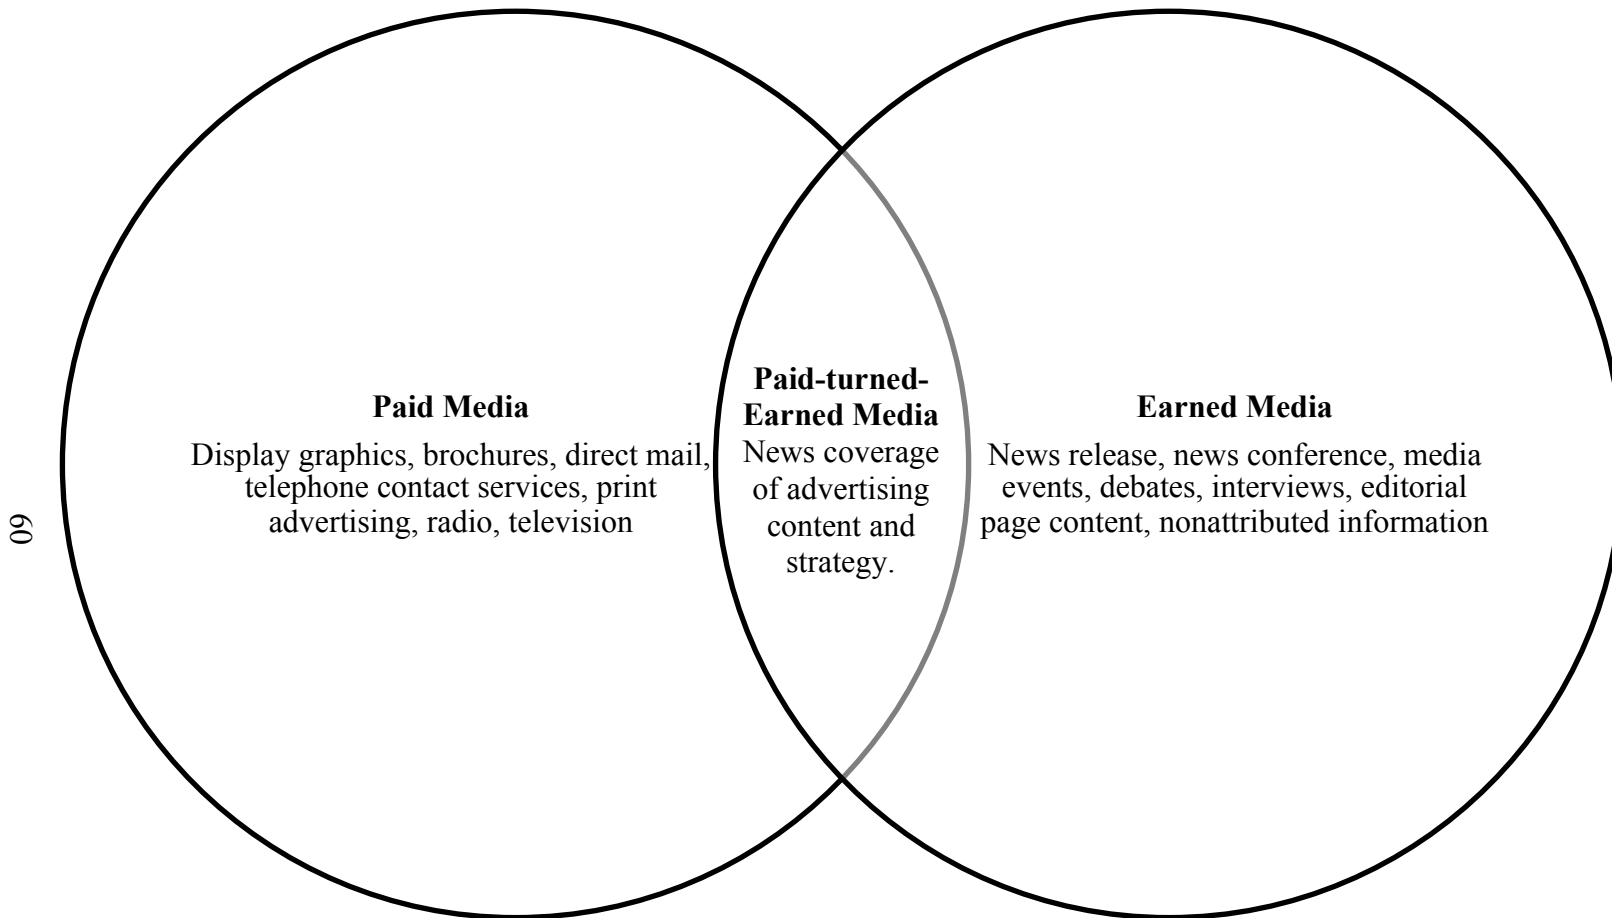 Paid Media
Display graphics, brochures, direct mail,
telephone contact services, print
advertising, radio, television
Paid-turned-
Earned Media
News coverage
of advertising
content and
strategy.
Earned Media
News release, news conference, media
events, debates, interviews, editorial
page content, nonattributed information
60